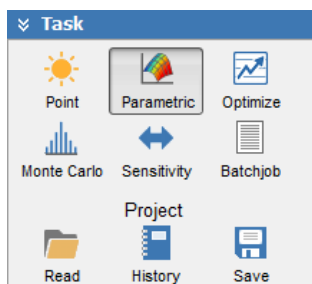 Task
Point Parametric Optimize
Monte Carlo Sensitivity Batchjob
Project
Read History Save